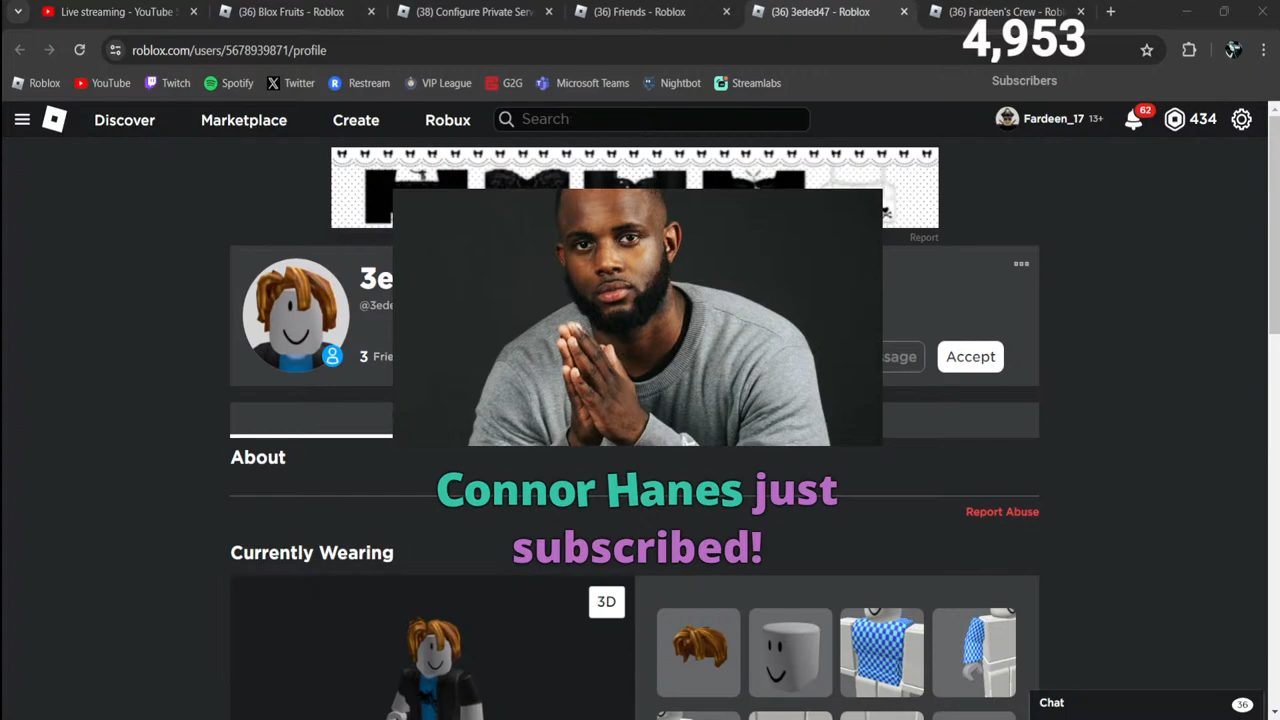 Live streaming - YouTube S
(36) Blox Fruits - Roblox
(38) Configure Private Serv
(36) Friends - Roblox
(36) 3eded47 - Roblox
(36) Fardeen's Crew - Roblox
roblox.com/users/5678939971/profile
4,953
Subscribers
Roblox
YouTube
Twitch
Spotify
Twitter
Restream
VIP League
G2G
Microsoft Teams
Nightbot
Streamlabs
Discover
Marketplace
Create
Robux
Search
Fardeen_17 13+
62
434
Report
3e
@3ede
3 Frie
ssage
Accept
About
Connor Hanes just
subscribed!
Report Abuse
Currently Wearing
3D
Chat
36